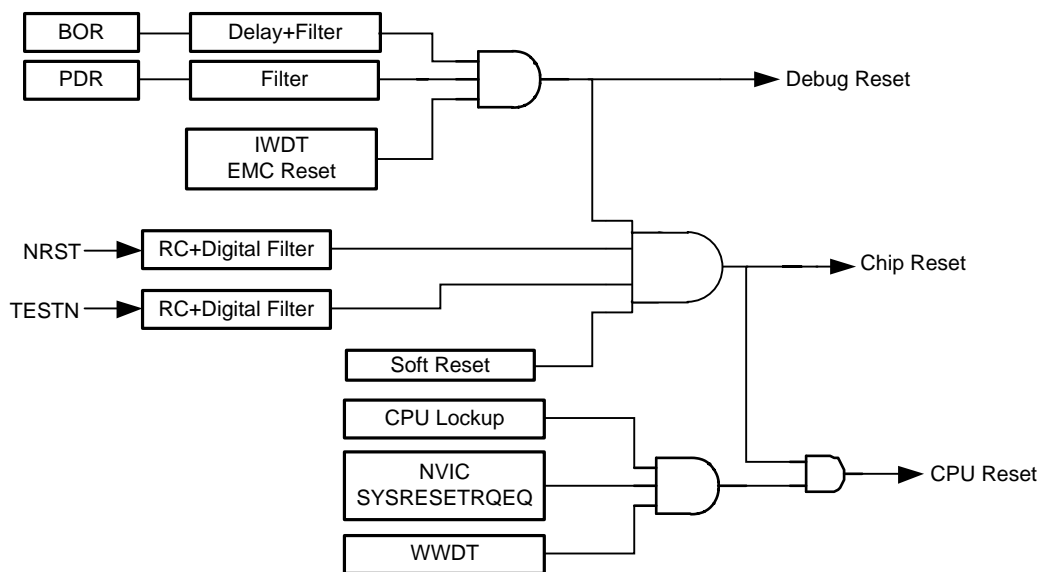 BOR
Delay+Filter
PDR
Filter
Debug Reset
IWDT
EMC Reset
NRST
RC+Digital Filter
Chip Reset
TESTN
RC+Digital Filter
Soft Reset
CPU Lockup
NVIC
SYSRESETRQEQ
CPU Reset
WWDT